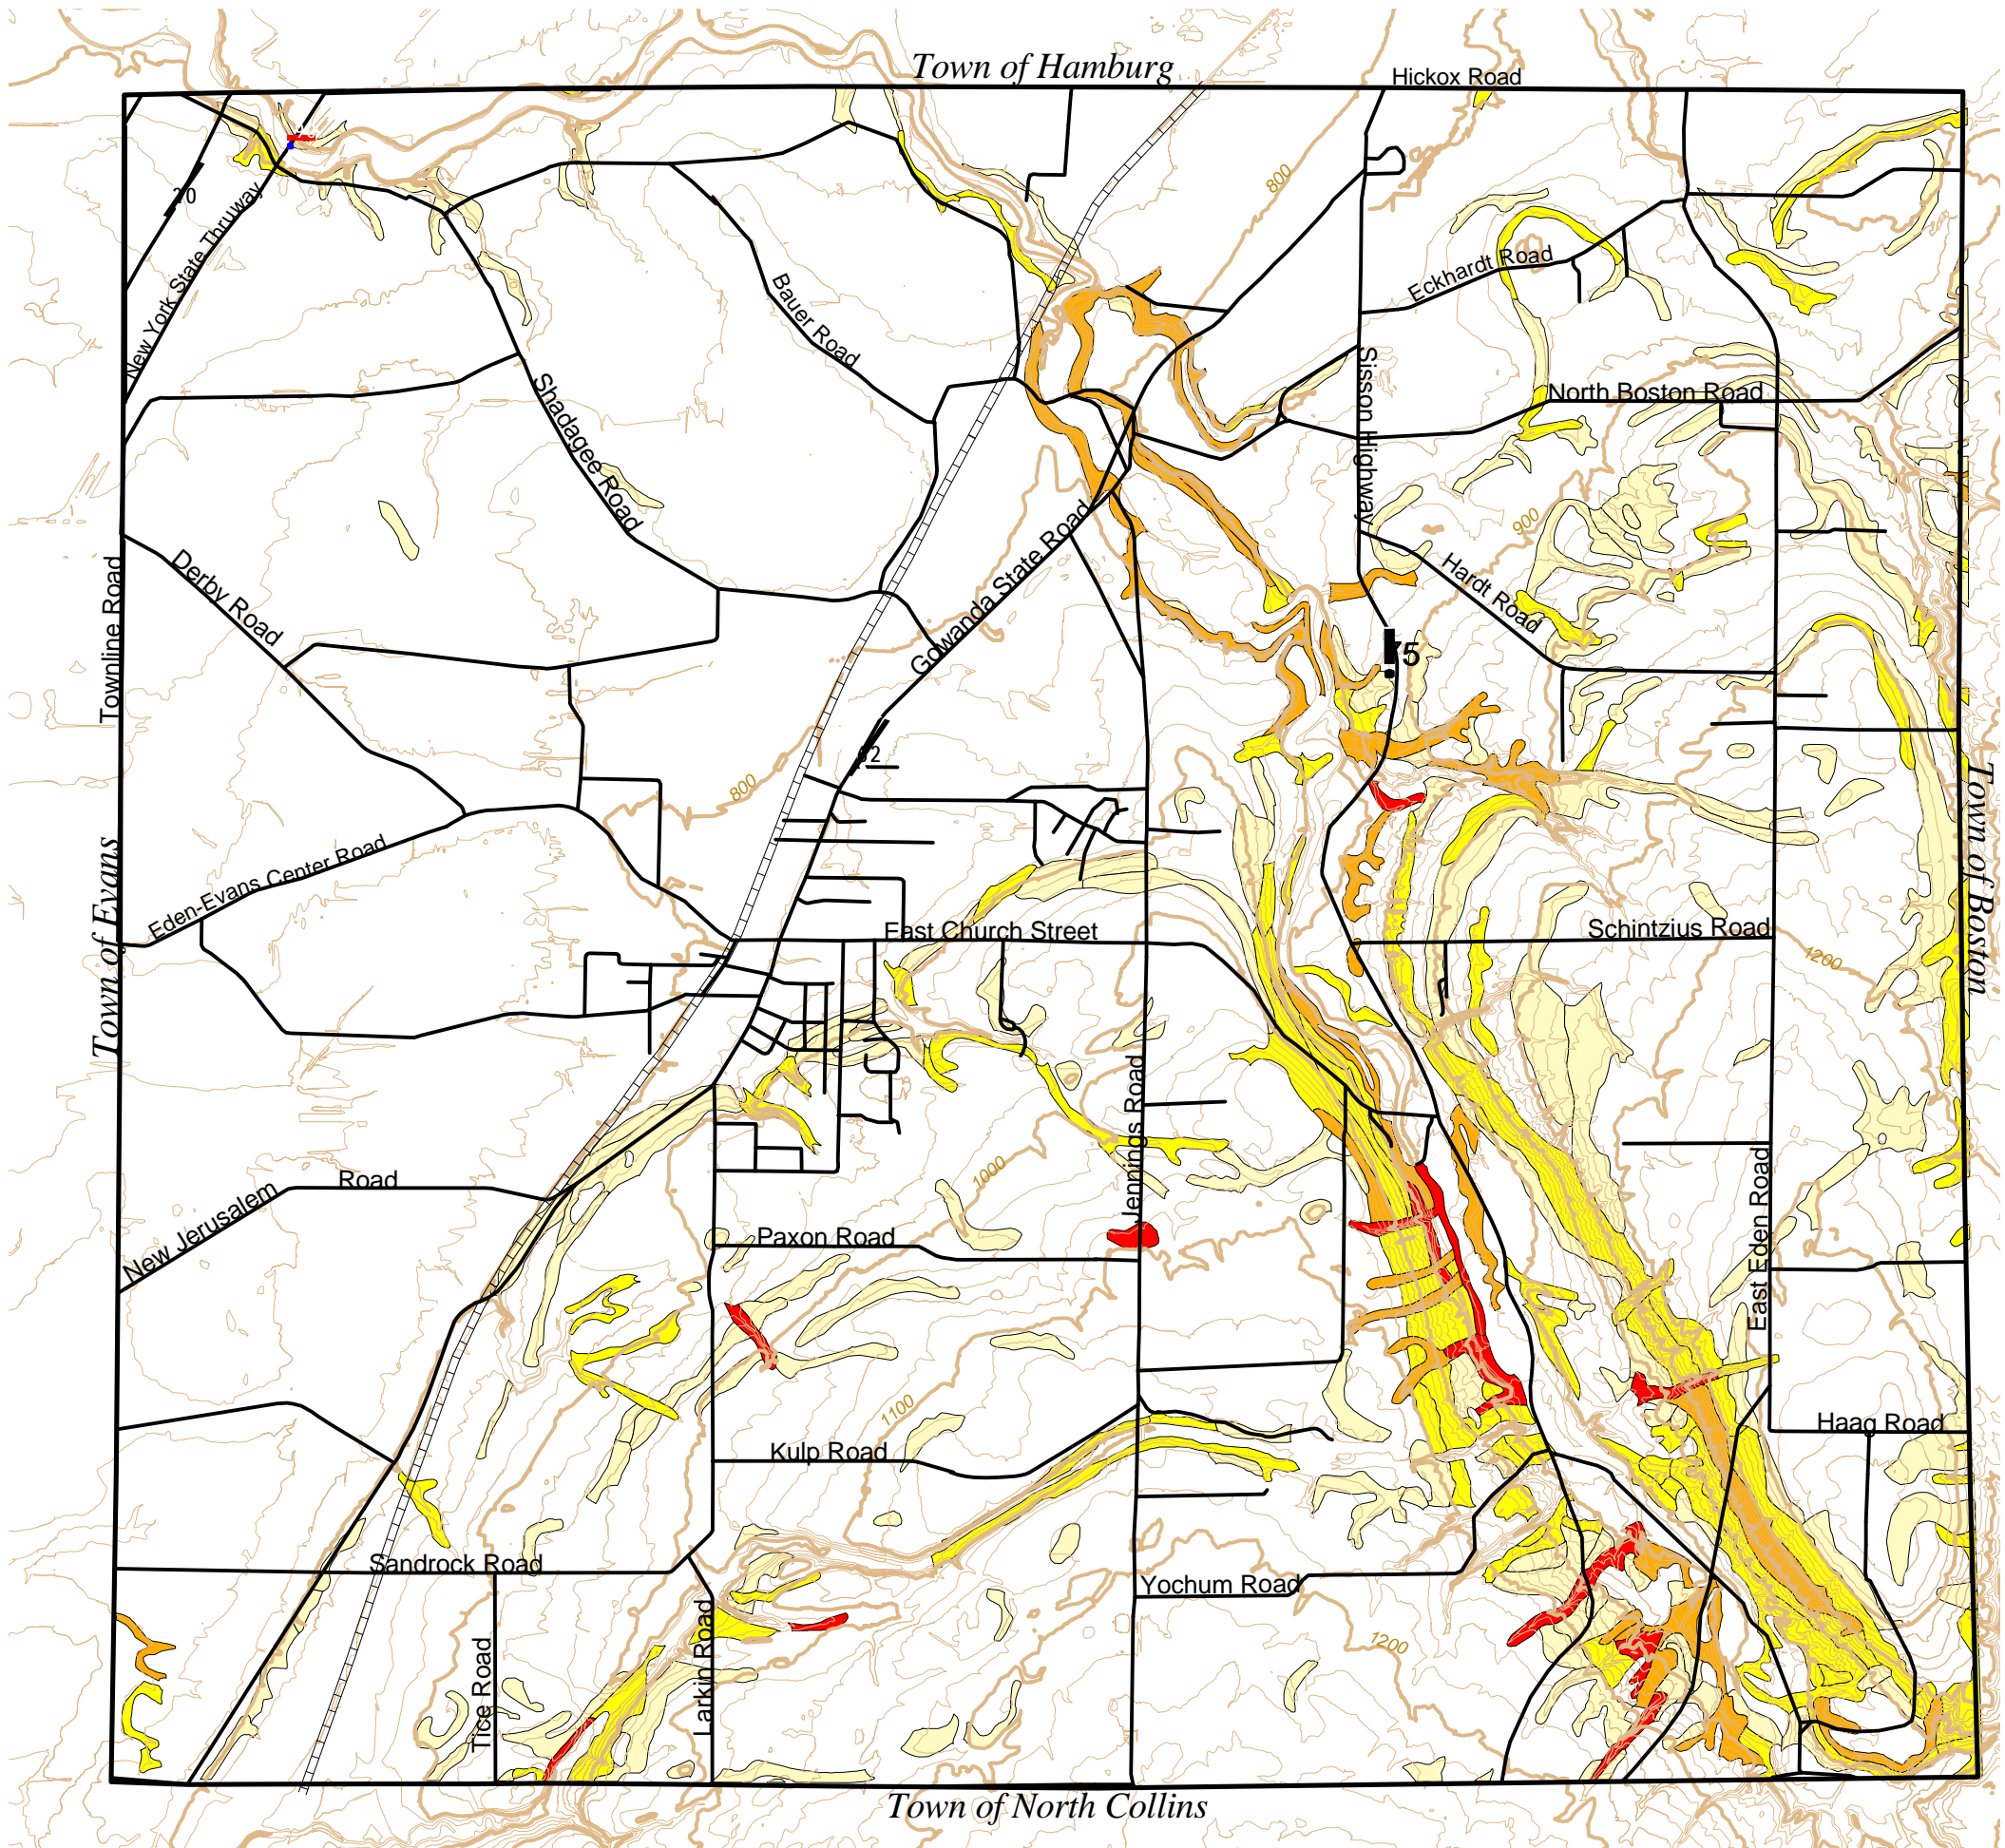 Town of Hamburg
Hickox Road
90
20
New York State Thruway
800
Eckhardt Road
Bauer Road
Sisson Highway
North Boston Road
Shadagee Road
900
Gowanda State Road
Hardt Road
Townline Road
Derby Road
75
62
800
Town of Boston
Town of Evans
Eden-Evans Center Road
East Church Street
Schintzius Road
1200
Jennings Road
1000
Road
New Jerusalem
Paxon Road
East Eden Road
1100
Kulp Road
Haag Road
Sandrock Road
Yochum Road
Larkin Road
Tice Road
1200
Town of North Collins